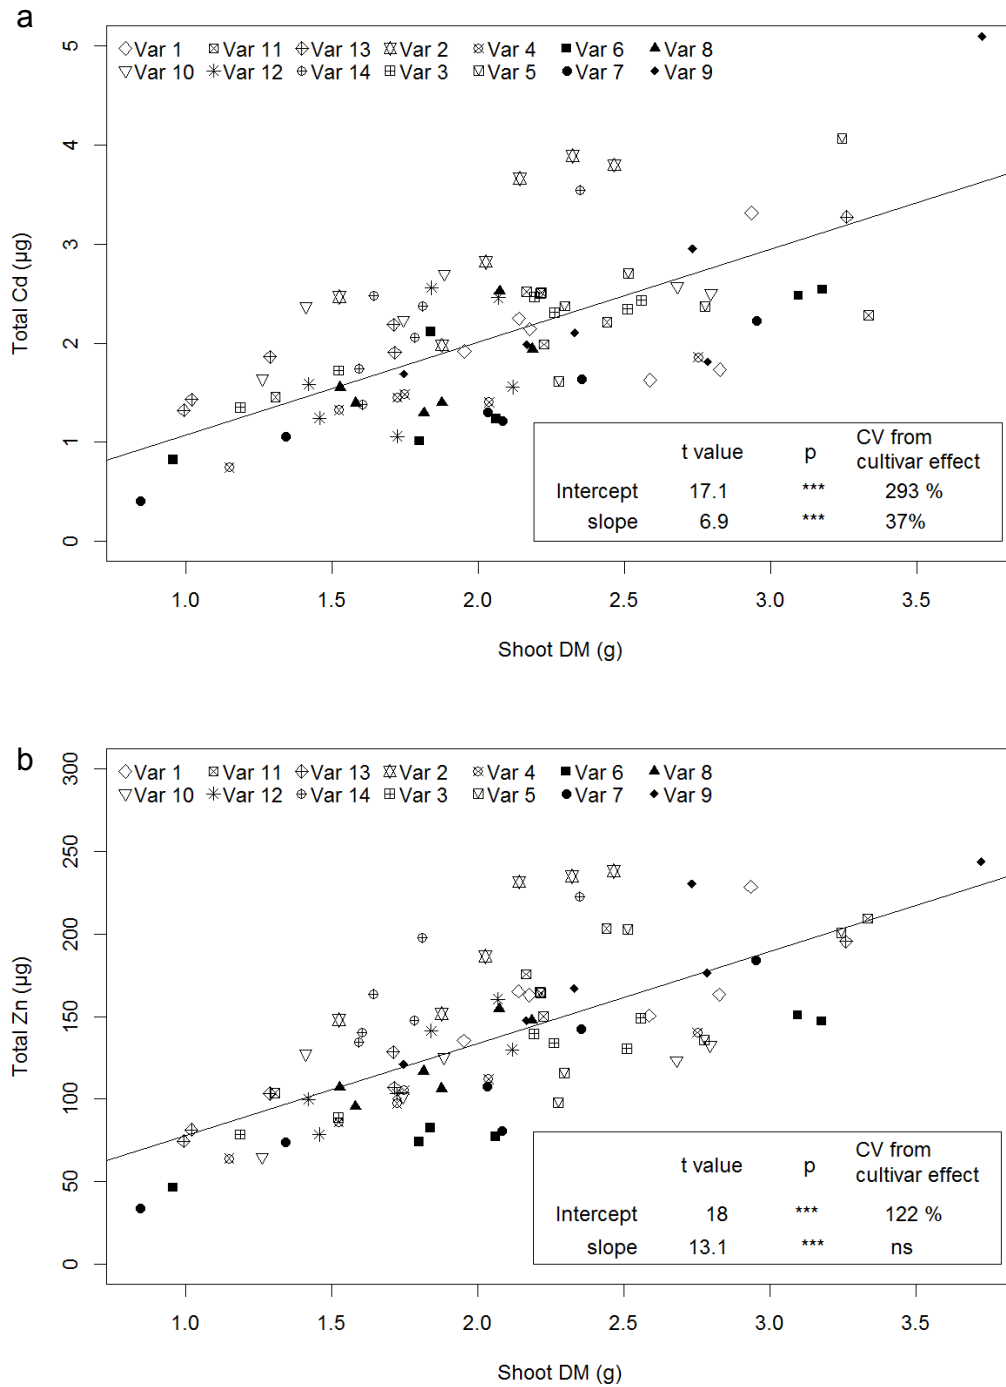 a
Var 1 Var 11 Var 13 Var 2 Var 4 Var 6 Var 8
Var 10 Var 12 Var 14 Var 3 Var 5 Var 7 Var 9
5
4
3
2
1
0
Total Cd (µg)
t value p CV from cultivar effect
Intercept 17.1 *** 293 %
slope 6.9 *** 37%
1.0 1.5 2.0 2.5 3.0 3.5
Shoot DM (g)
b
Var 1 Var 11 Var 13 Var 2 Var 4 Var 6 Var 8
Var 10 Var 12 Var 14 Var 3 Var 5 Var 7 Var 9
300
250
200
150
100
50
0
Total Zn (µg)
t value p CV from cultivar effect
Intercept 18 *** 122 %
slope 13.1 *** ns
1.0 1.5 2.0 2.5 3.0 3.5
Shoot DM (g)